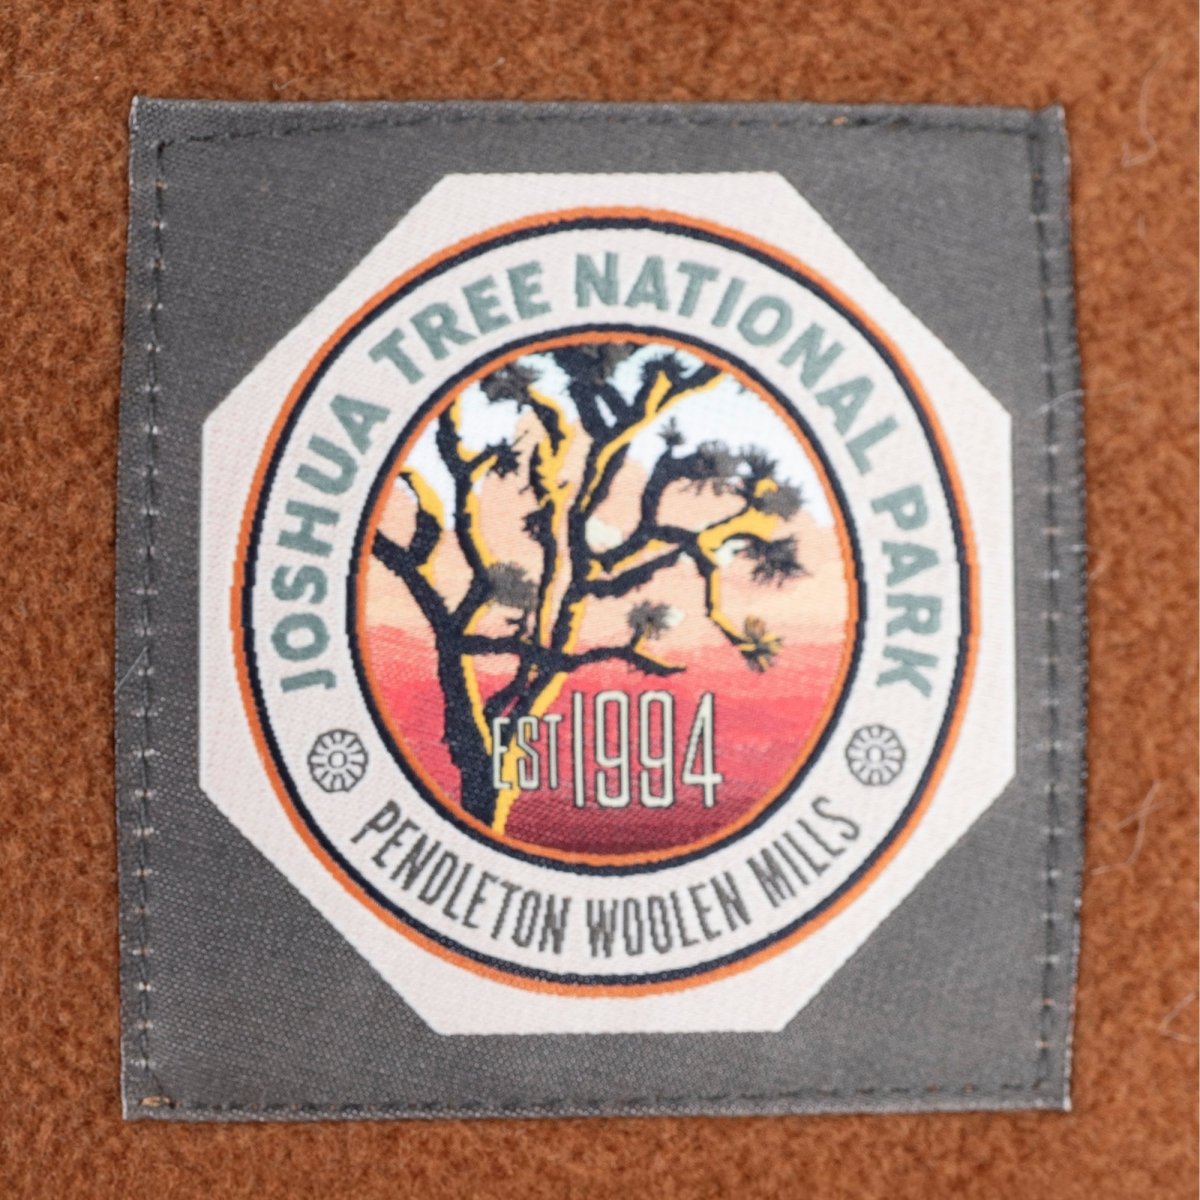 JOSHUA TREE NATIONAL PARK
EST 1994
PENDLETON WOOLEN MILLS